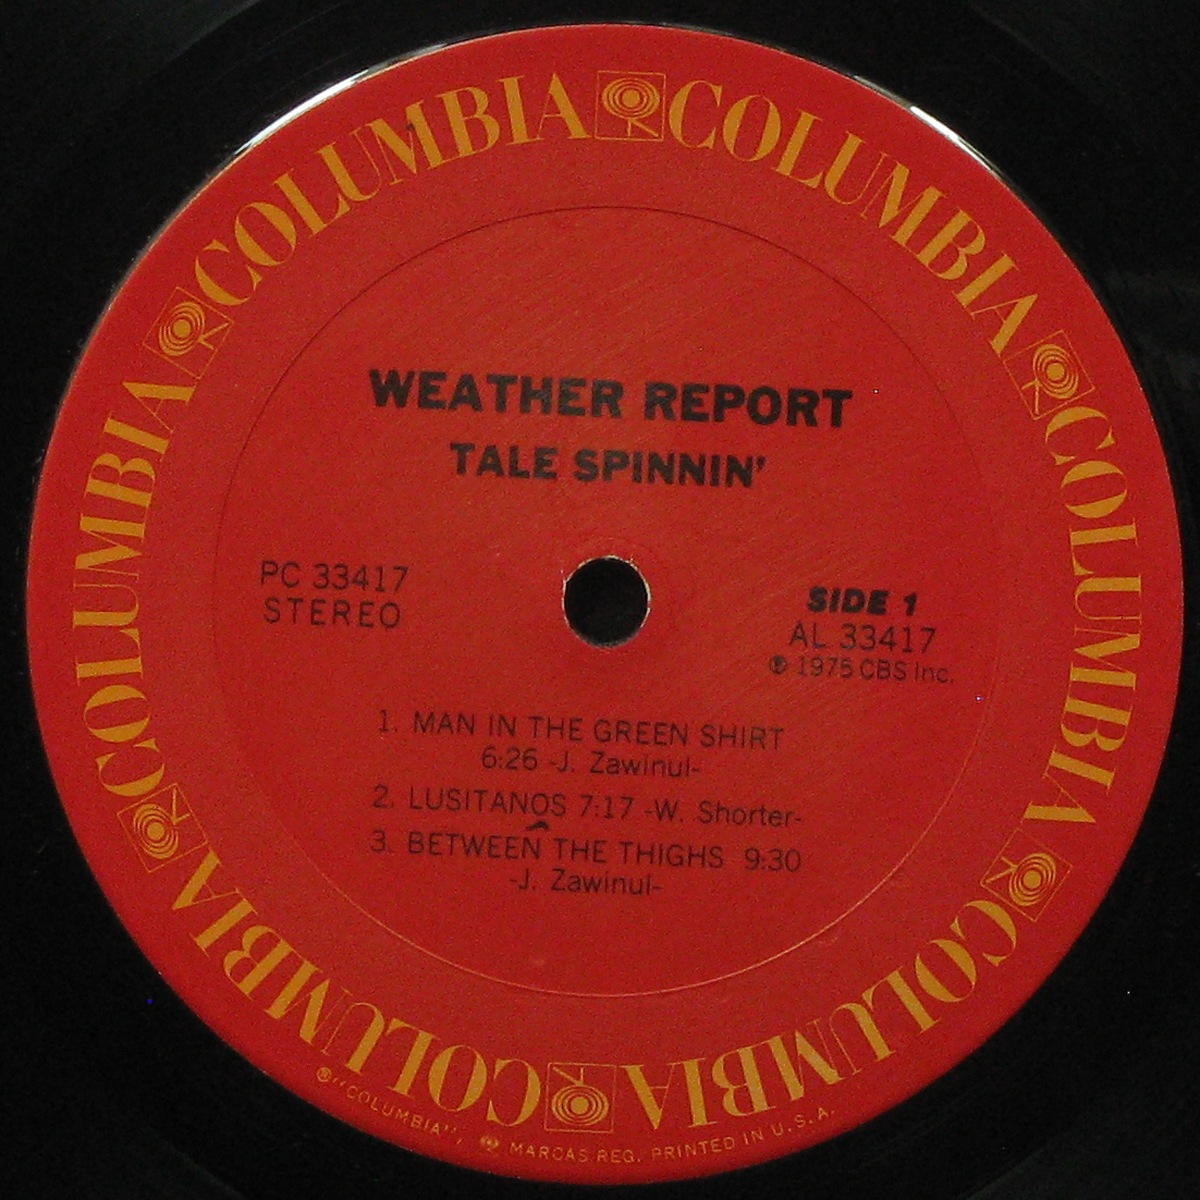 COLUMBIA COLUMBIA COLUMBIA COLUMBIA COLUMBIA COLUMBIA
WEATHER REPORT
TALE SPINNIN'
PC 33417
STEREO
SIDE 1
AL 33417
℗ 1975 CBS Inc.
1. MAN IN THE GREEN SHIRT
6:26 -J. Zawinul-
2. LUSITANOS 7:17 -W. Shorter-
3. BETWEEN THE THIGHS 9:30
-J. Zawinul-
®"COLUMBIA", MARCAS REG. PRINTED IN U.S.A.